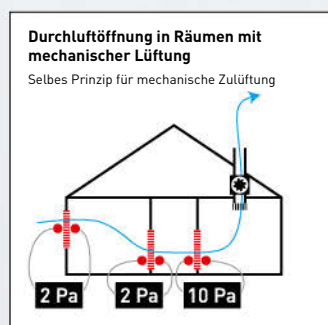 Durchluftöffnung in Räumen mit
mechanischer Lüftung
Selbes Prinzip für mechanische Zulüftung
2 Pa 2 Pa 10 Pa